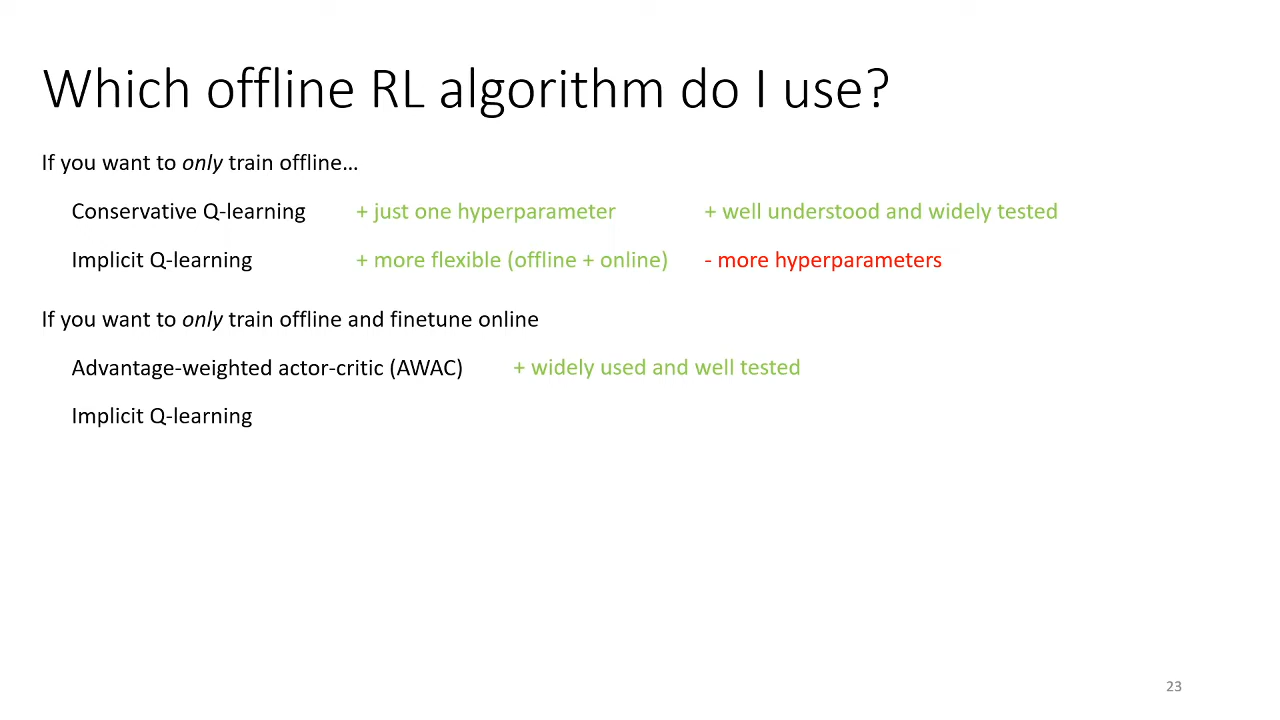 Which offline RL algorithm do I use?
If you want to only train offline…
Conservative Q-learning + just one hyperparameter + well understood and widely tested
Implicit Q-learning + more flexible (offline + online) - more hyperparameters
If you want to only train offline and finetune online
Advantage-weighted actor-critic (AWAC) + widely used and well tested
Implicit Q-learning
23